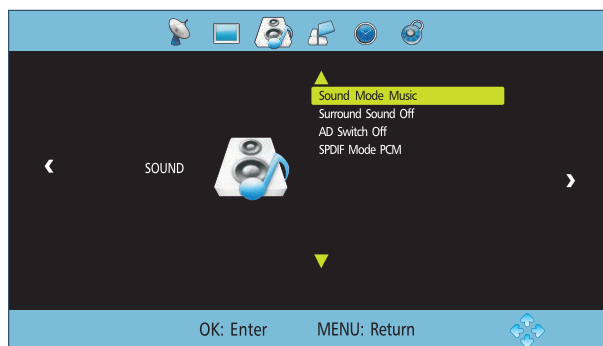 Sound Mode Music
Surround Sound Off
AD Switch Off
SPDIF Mode PCM
SOUND
OK: Enter MENU: Return